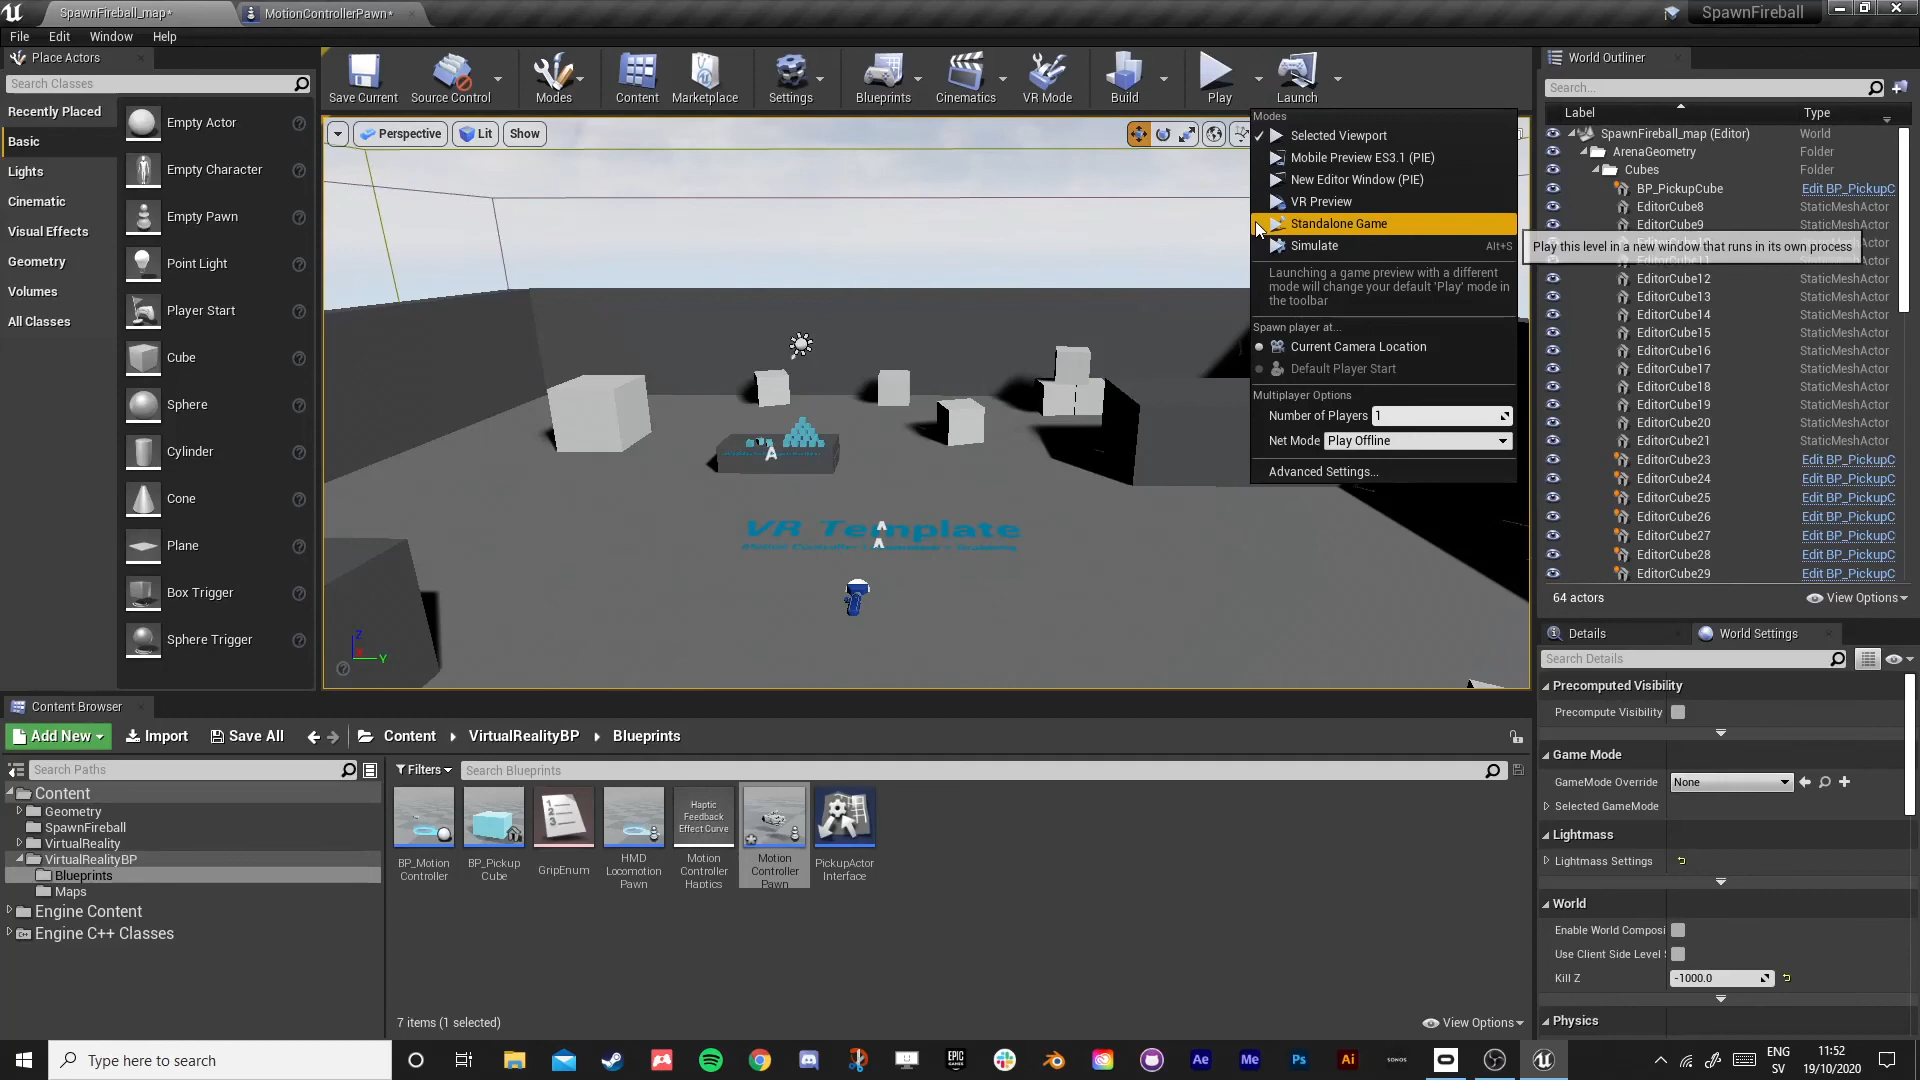 SpawnFireball_map*
MotionControllerPawn*
SpawnFireball
File Edit Window Help
Place Actors
Search Classes
Recently Placed
Basic
Lights
Cinematic
Visual Effects
Geometry
Volumes
All Classes
Empty Actor
Empty Character
Empty Pawn
Point Light
Player Start
Cube
Sphere
Cylinder
Cone
Plane
Box Trigger
Sphere Trigger
Save Current
Source Control
Modes
Content
Marketplace
Settings
Blueprints
Cinematics
VR Mode
Build
Play
Launch
Perspective
Lit
Show
VR Template
Z
Y
Modes
Selected Viewport
Mobile Preview ES3.1 (PIE)
New Editor Window (PIE)
VR Preview
Standalone Game
Simulate Alt+S
Launching a game preview with a different
mode will change your default 'Play' mode in
the toolbar
Spawn player at...
Current Camera Location
Default Player Start
Multiplayer Options
Number of Players 1
Net Mode Play Offline
Advanced Settings...
Play this level in a new window that runs in its own process
World Outliner
Search...
Label Type
SpawnFireball_map (Editor) World
ArenaGeometry Folder
Cubes Folder
BP_PickupCube Edit BP_PickupC
EditorCube8 StaticMeshActor
EditorCube9 StaticMeshActor
EditorCube12 StaticMeshActor
EditorCube13 StaticMeshActor
EditorCube14 StaticMeshActor
EditorCube15 StaticMeshActor
EditorCube16 StaticMeshActor
EditorCube17 StaticMeshActor
EditorCube18 StaticMeshActor
EditorCube19 StaticMeshActor
EditorCube20 StaticMeshActor
EditorCube21 StaticMeshActor
EditorCube23 Edit BP_PickupC
EditorCube24 Edit BP_PickupC
EditorCube25 Edit BP_PickupC
EditorCube26 Edit BP_PickupC
EditorCube27 Edit BP_PickupC
EditorCube28 Edit BP_PickupC
EditorCube29 Edit BP_PickupC
64 actors
View Options
Details
World Settings
Search Details
Precomputed Visibility
Precompute Visibility
Game Mode
GameMode Override None
Selected GameMode
Lightmass
Lightmass Settings
World
Enable World Composi
Use Client Side Level
Kill Z -1000.0
Physics
Content Browser
Add New
Import
Save All
Content
VirtualRealityBP
Blueprints
Search Paths
Filters
Search Blueprints
Content
Geometry
SpawnFireball
VirtualReality
VirtualRealityBP
Blueprints
Maps
Engine Content
Engine C++ Classes
BP_Motion
Controller
BP_Pickup
Cube
GripEnum
HMD
Locomotion
Pawn
Haptic
Feedback
Effect Curve
Motion
Controller
Haptics
Motion
Controller
Pawn
PickupActor
Interface
7 items (1 selected)
View Options
Type here to search
EPIC
GAMES
Ae
Me
Ps
Ai
SONOS
ENG
SV
11:52
19/10/2020